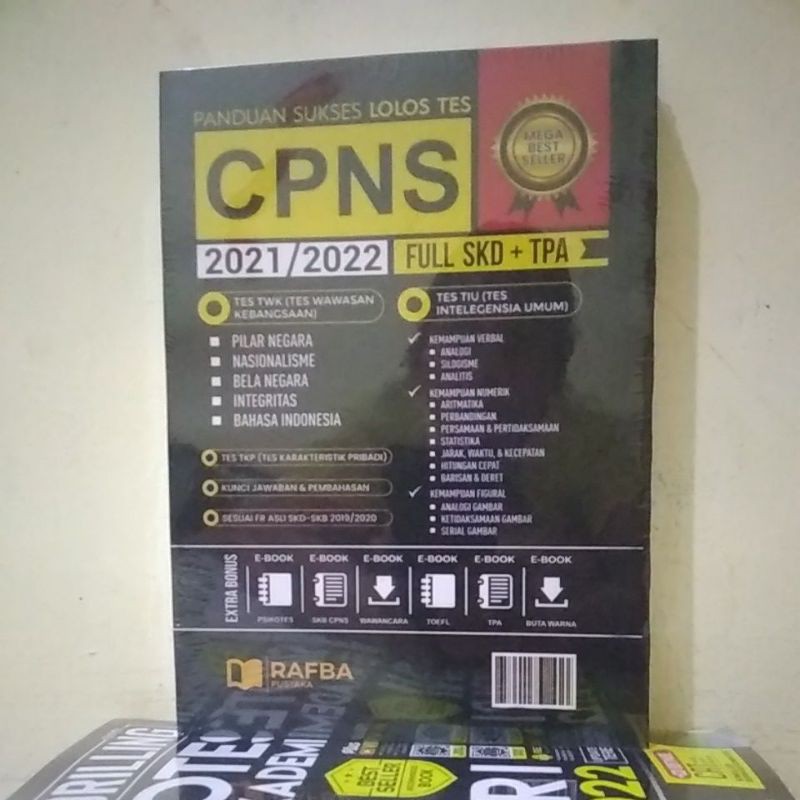 PANDUAN SUKSES LOLOS TES
CPNS
MEGA
BEST
SELLER
2021/2022
FULL SKD + TPA
TES TWK (TES WAWASAN
KEBANGSAAN)
PILAR NEGARA
NASIONALISME
BELA NEGARA
INTEGRITAS
BAHASA INDONESIA
TES TKP (TES KARAKTERISTIK PRIBADI)
KUNCI JAWABAN & PEMBAHASAN
SESUAI FR ASLI SKD-SKB 2019/2020
TES TIU (TES
INTELEGENSIA UMUM)
KEMAMPUAN VERBAL
ANALOGI
SILOGISME
ANALITIS
KEMAMPUAN NUMERIK
ARITMATIKA
PERBANDINGAN
PERSAMAAN & PERTIDAKSAMAAN
STATISTIKA
JARAK, WAKTU, & KECEPATAN
HITUNGAN CEPAT
BARISAN & DERET
KEMAMPUAN FIGURAL
ANALOGI GAMBAR
KETIDAKSAMAAN GAMBAR
SERIAL GAMBAR
EXTRA BONUS
E-BOOK E-BOOK E-BOOK E-BOOK E-BOOK E-BOOK
PSIKOTES SKB CPNS WAWANCARA TOEFL TPA BUTA WARNA
RAFBA
PUSTAKA
DRILLING
BEST
SELLER
BOOK